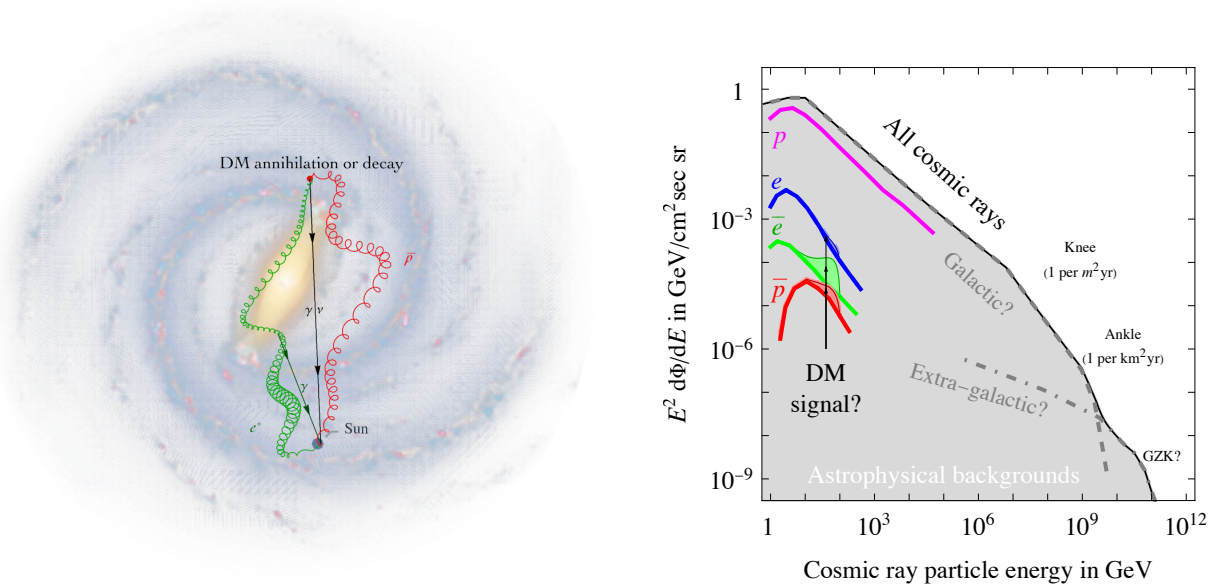 DM annihilation or decay
p̅
γ ν
γ
e⁺
Sun
E² dΦ/dE in GeV/cm² sec sr
1
10⁻³
10⁻⁶
10⁻⁹
All cosmic rays
p
e
e̅
p̅
Galactic?
Knee
(1 per m²yr)
Ankle
(1 per km²yr)
Extra-galactic?
DM
signal?
GZK?
Astrophysical backgrounds
1
10³
10⁶
10⁹
10¹²
Cosmic ray particle energy in GeV